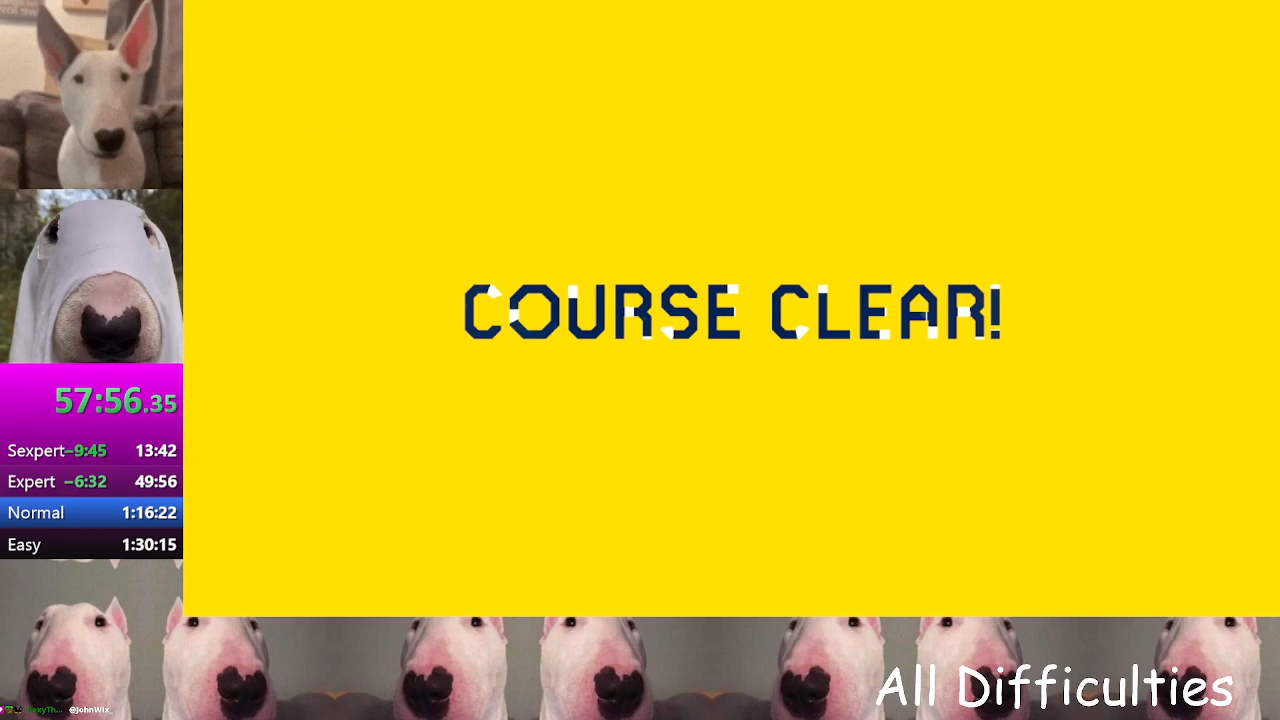 COURSE CLEAR!
57:56.35
Sexpert -9:45 13:42
Expert -6:32 49:56
Normal 1:16:22
Easy 1:30:15
All Difficulties
@JohnWix_